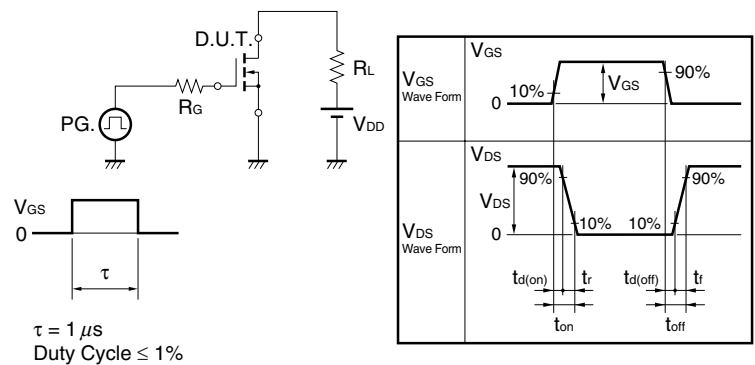 D.U.T.
RL
RG
PG.
VDD
VGS
0
τ
τ = 1 μs
Duty Cycle ≤ 1%
VGS
Wave Form
VGS
10%
VGS
90%
0
VDS
Wave Form
VDS
90%
90%
VDS
10%
10%
0
td(on)
tr
td(off)
tf
ton
toff